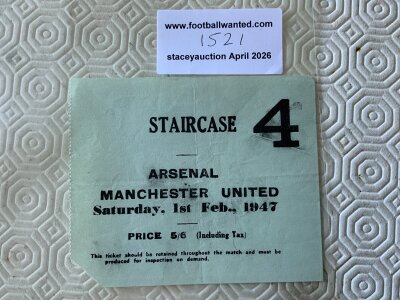 www.footballwanted.com
1521
staceyauction April 2026
STAIRCASE 4
ARSENAL
MANCHESTER UNITED
Saturday, 1st Feb., 1947
PRICE 5/6 (Including Tax)
This ticket should be retained throughout the match and must be
produced for inspection on demand.